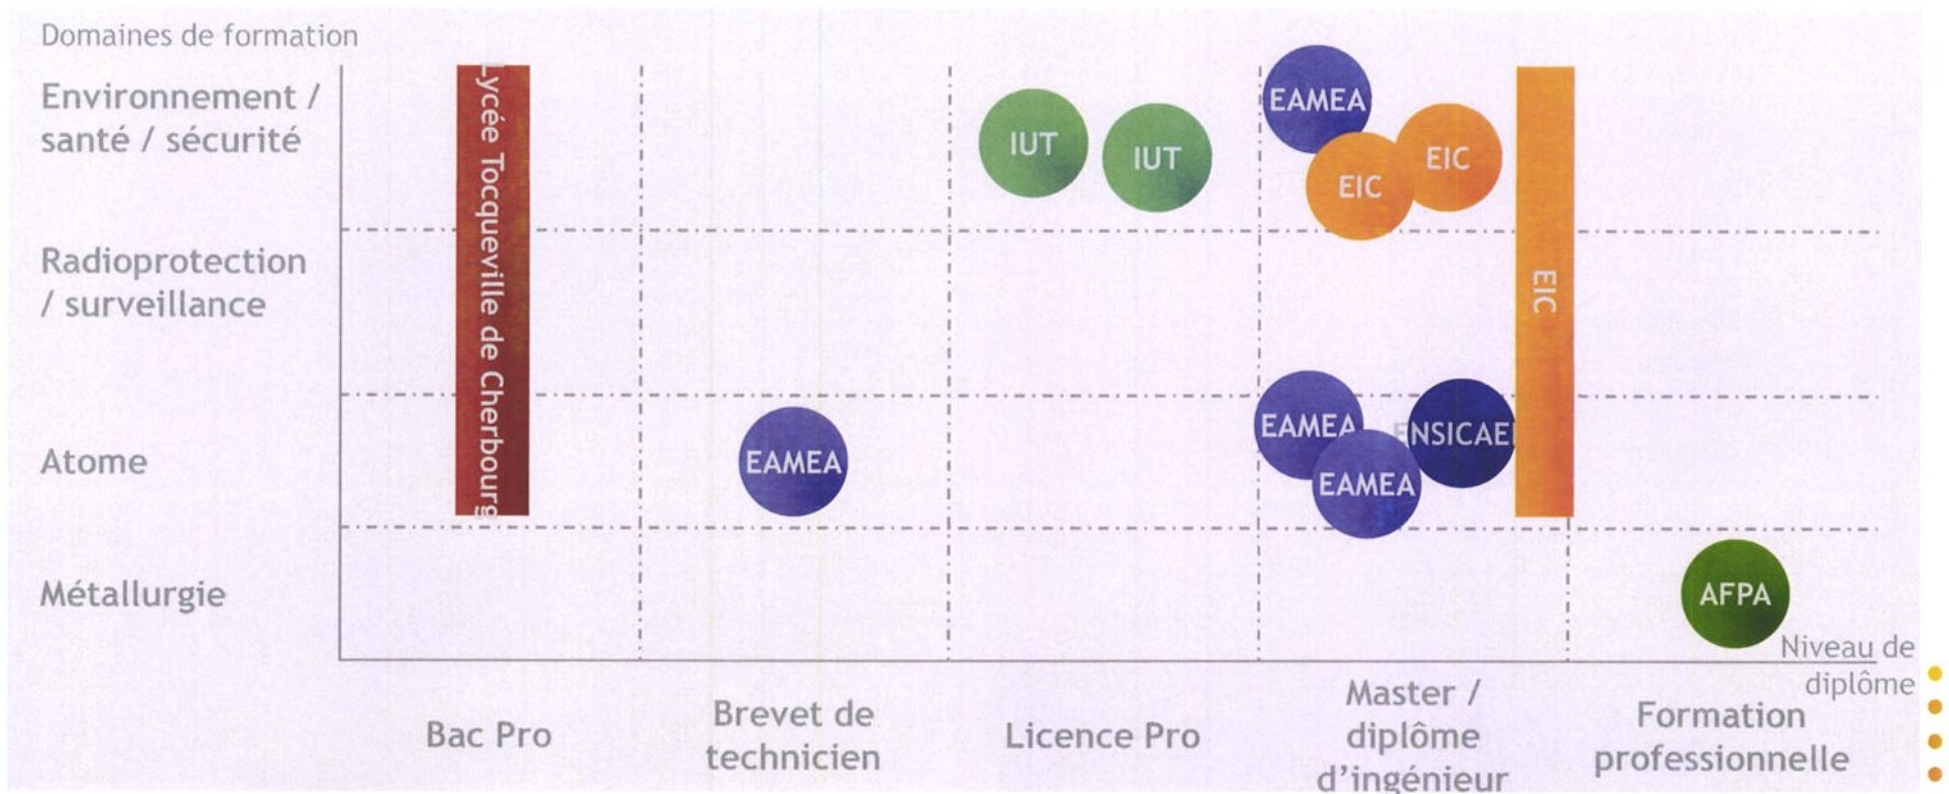 Domaines de formation
Environnement /
santé / sécurité
Radioprotection
/ surveillance
Atome
Métallurgie
Lycée Tocqueville de Cherbourg
EAMEA
IUT
IUT
EAMEA
EIC
EIC
EIC
EAMEA
ENSICAE
EAMEA
AFPA
Niveau de
diplôme
Bac Pro
Brevet de
technicien
Licence Pro
Master /
diplôme
d'ingénieur
Formation
professionnelle